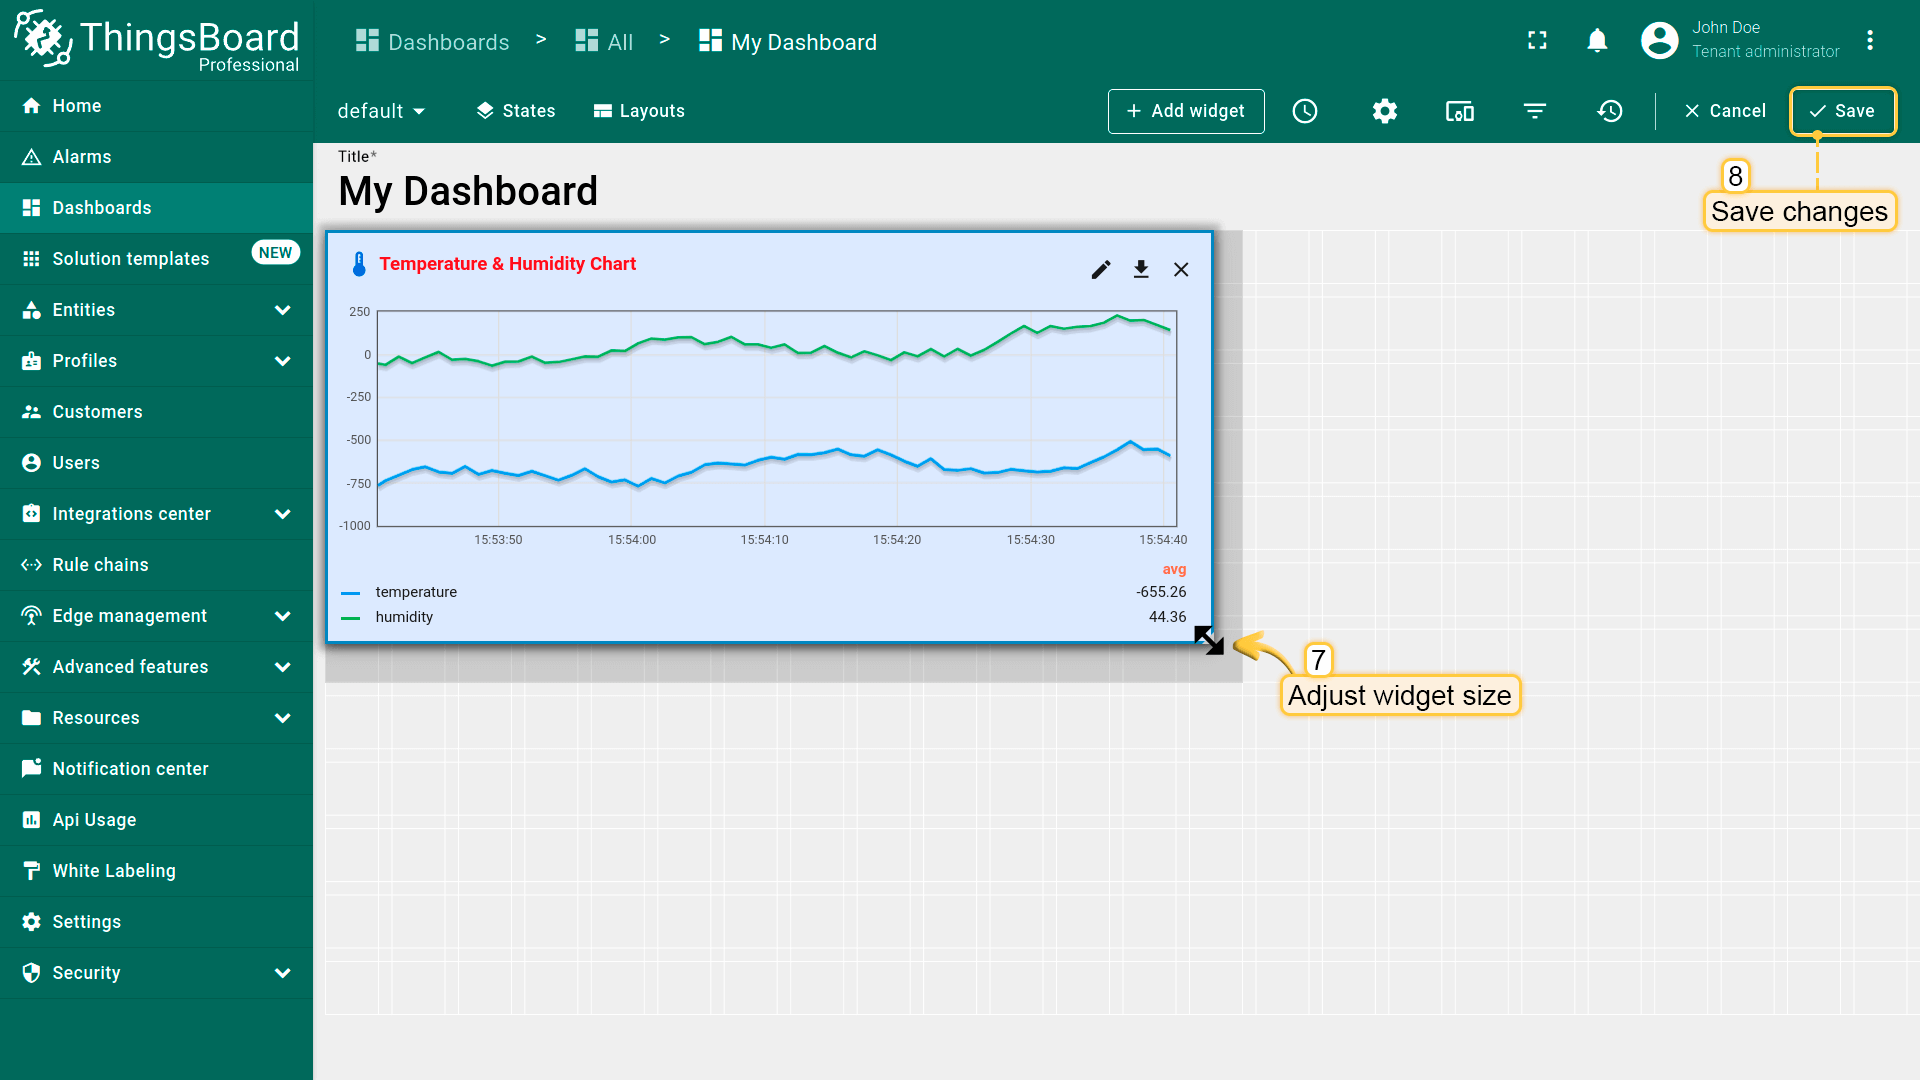 ThingsBoard
Professional
Dashboards > All > My Dashboard
John Doe
Tenant administrator
Home
Alarms
Dashboards
Solution templates NEW
Entities
Profiles
Customers
Users
Integrations center
Rule chains
Edge management
Advanced features
Resources
Notification center
Api Usage
White Labeling
Settings
Security
default States Layouts + Add widget Cancel Save
Title*
My Dashboard
8
Save changes
Temperature & Humidity Chart
250
0
-250
-500
-750
-1000
15:53:50 15:54:00 15:54:10 15:54:20 15:54:30 15:54:40
avg
temperature -655.26
humidity 44.36
7
Adjust widget size